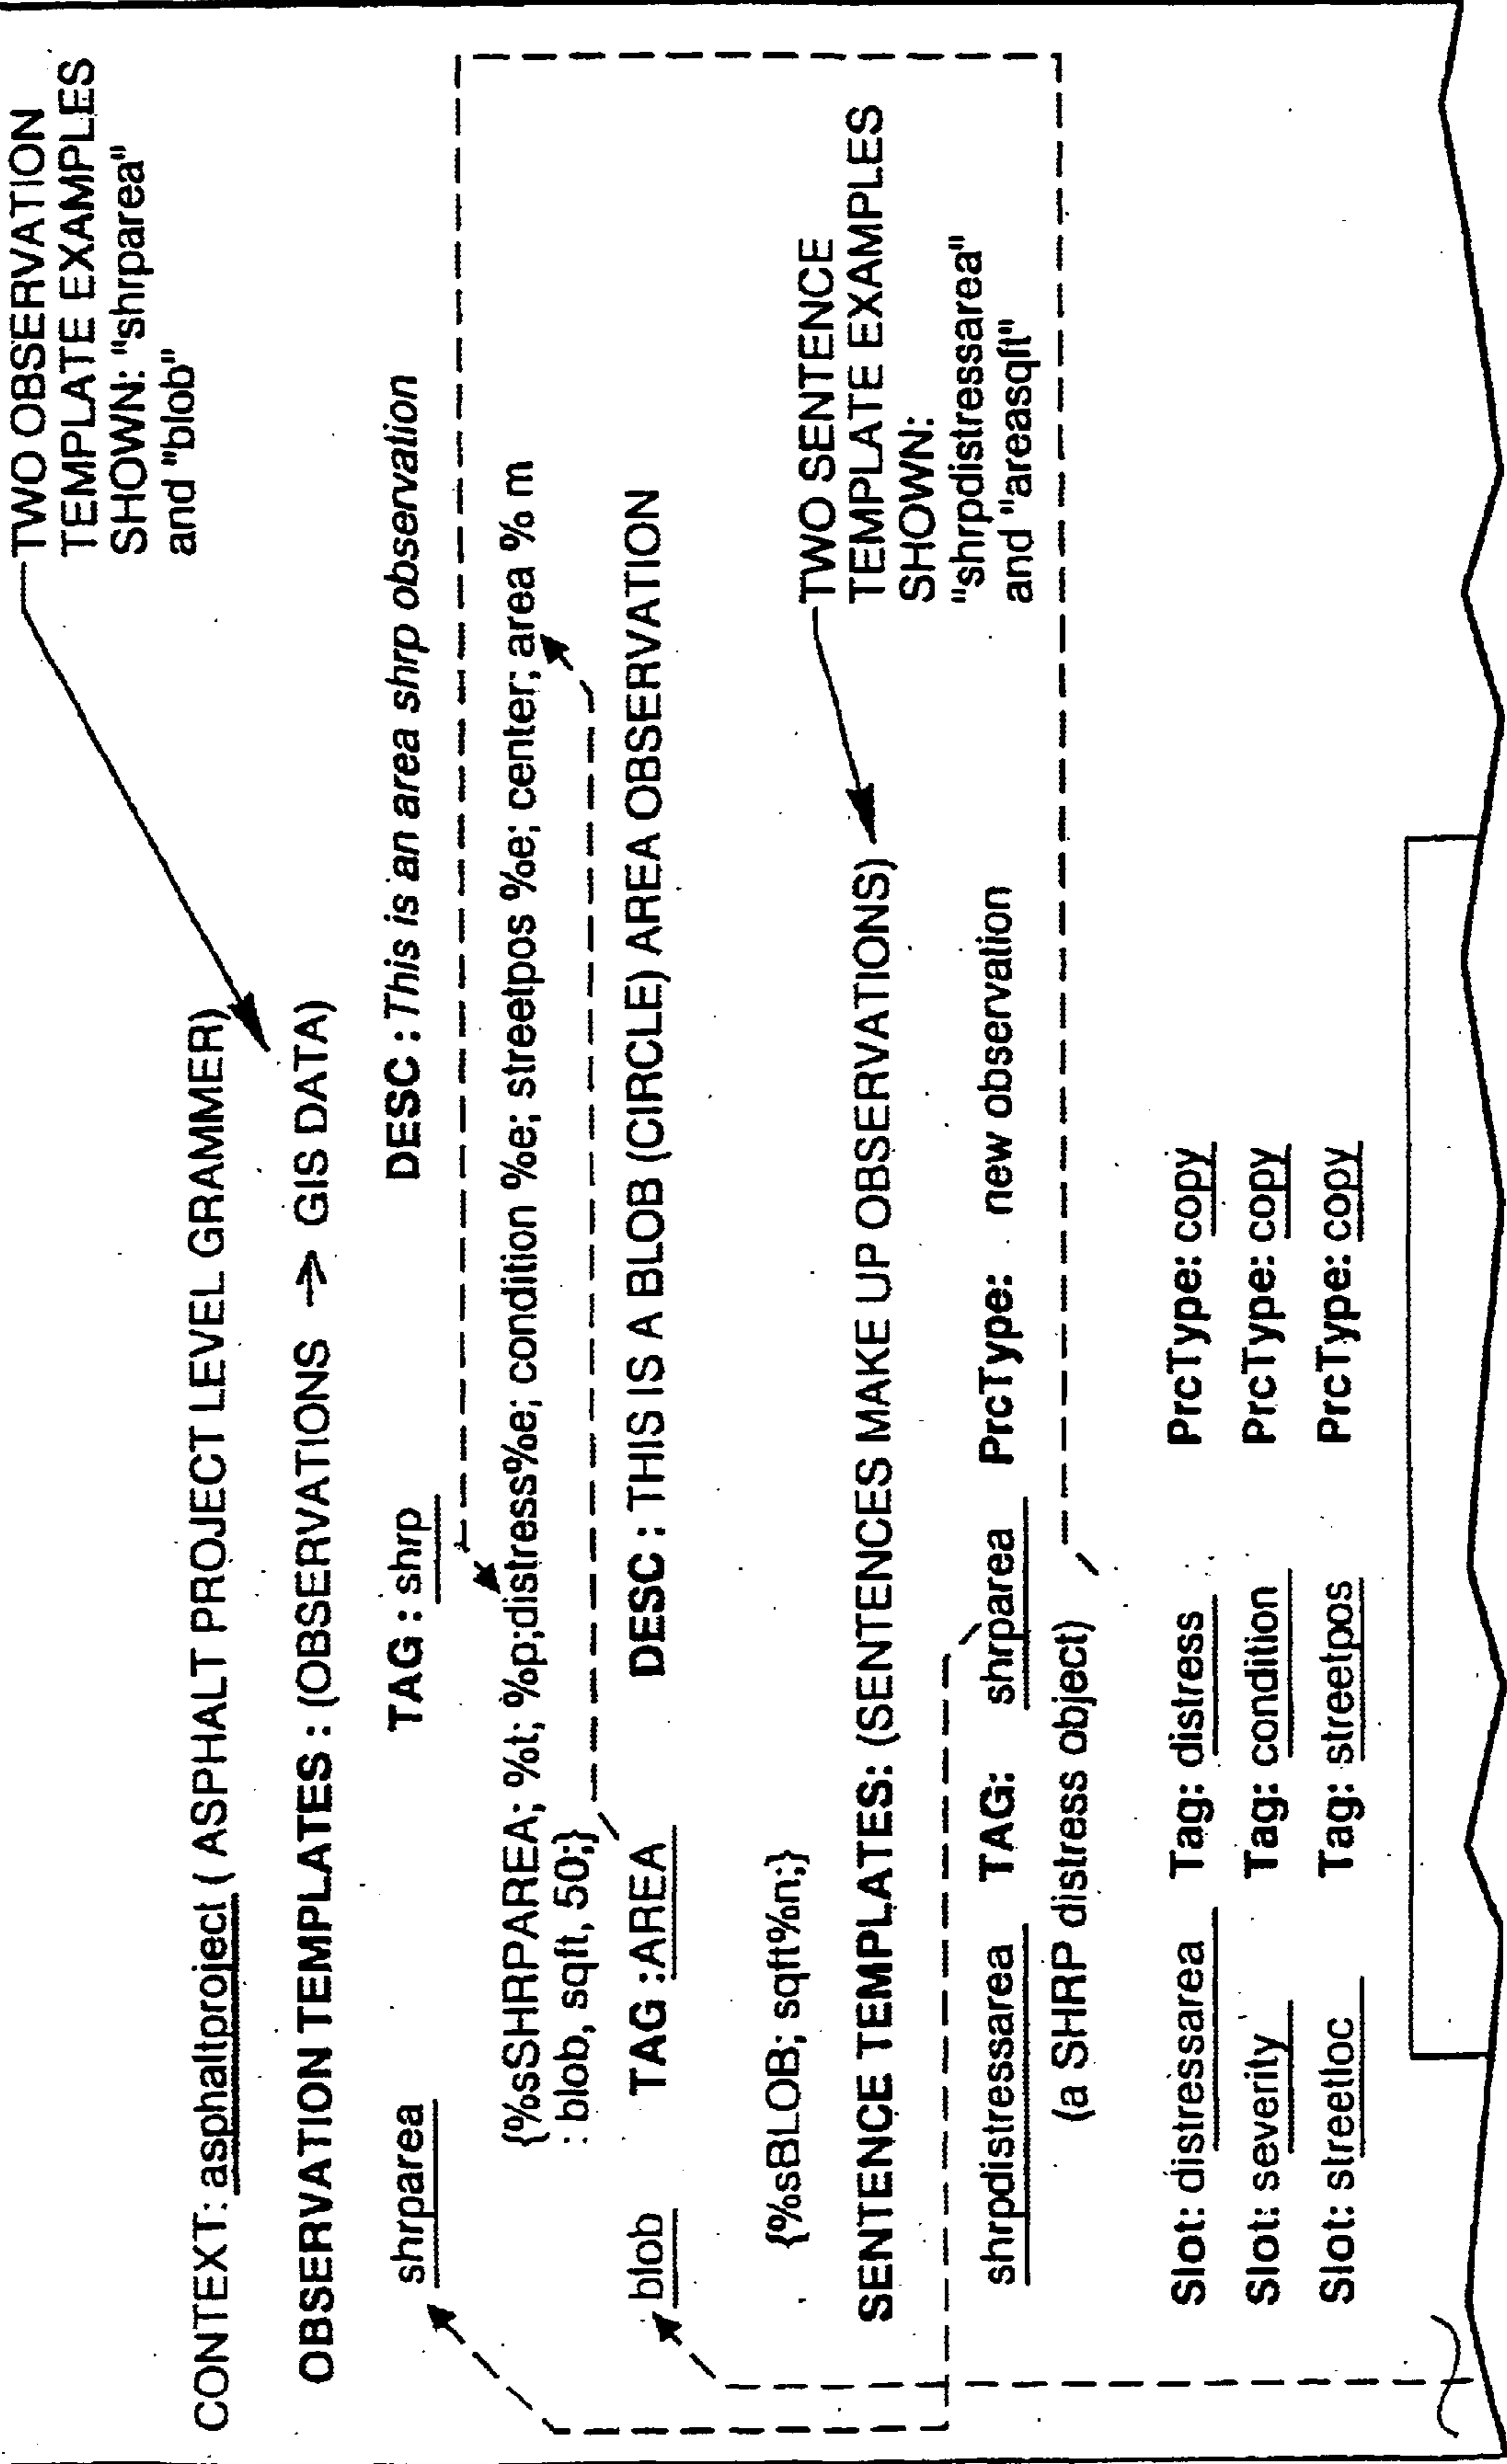 TWO OBSERVATION
TEMPLATE EXAMPLES
SHOWN: "shrparea"
and "blob"
CONTEXT: asphaltproject ( ASPHALT PROJECT LEVEL GRAMMER)
OBSERVATION TEMPLATES : (OBSERVATIONS -> GIS DATA)
shrparea TAG : shrp DESC : This is an area shrp observation
{%sSHRPAREA; %t; %p;distress%e; condition %e; streetpos %e; center; area % m
: blob, sqft, 50;}
blob TAG :AREA DESC : THIS IS A BLOB (CIRCLE) AREA OBSERVATION
{%sBLOB; sqft%n;}
TWO SENTENCE
TEMPLATE EXAMPLES
SHOWN:
"shrpdistressarea"
and "areasqft"
SENTENCE TEMPLATES: (SENTENCES MAKE UP OBSERVATIONS)
shrpdistressarea TAG: shrparea PrcType: new observation
(a SHRP distress object)
Slot: distressarea Tag: distress PrcType: copy
Slot: severity Tag: condition PrcType: copy
Slot: streetloc Tag: streetpos PrcType: copy